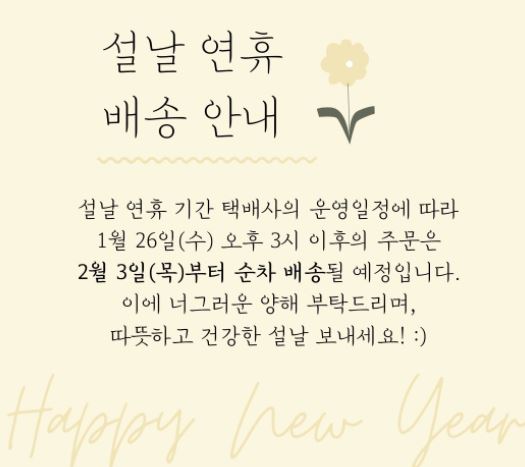 설날 연휴
배송 안내
설날 연휴 기간 택배사의 운영일정에 따라
1월 26일(수) 오후 3시 이후의 주문은
2월 3일(목)부터 순차 배송될 예정입니다.
이에 너그러운 양해 부탁드리며,
따뜻하고 건강한 설날 보내세요! :)
Happy New Year